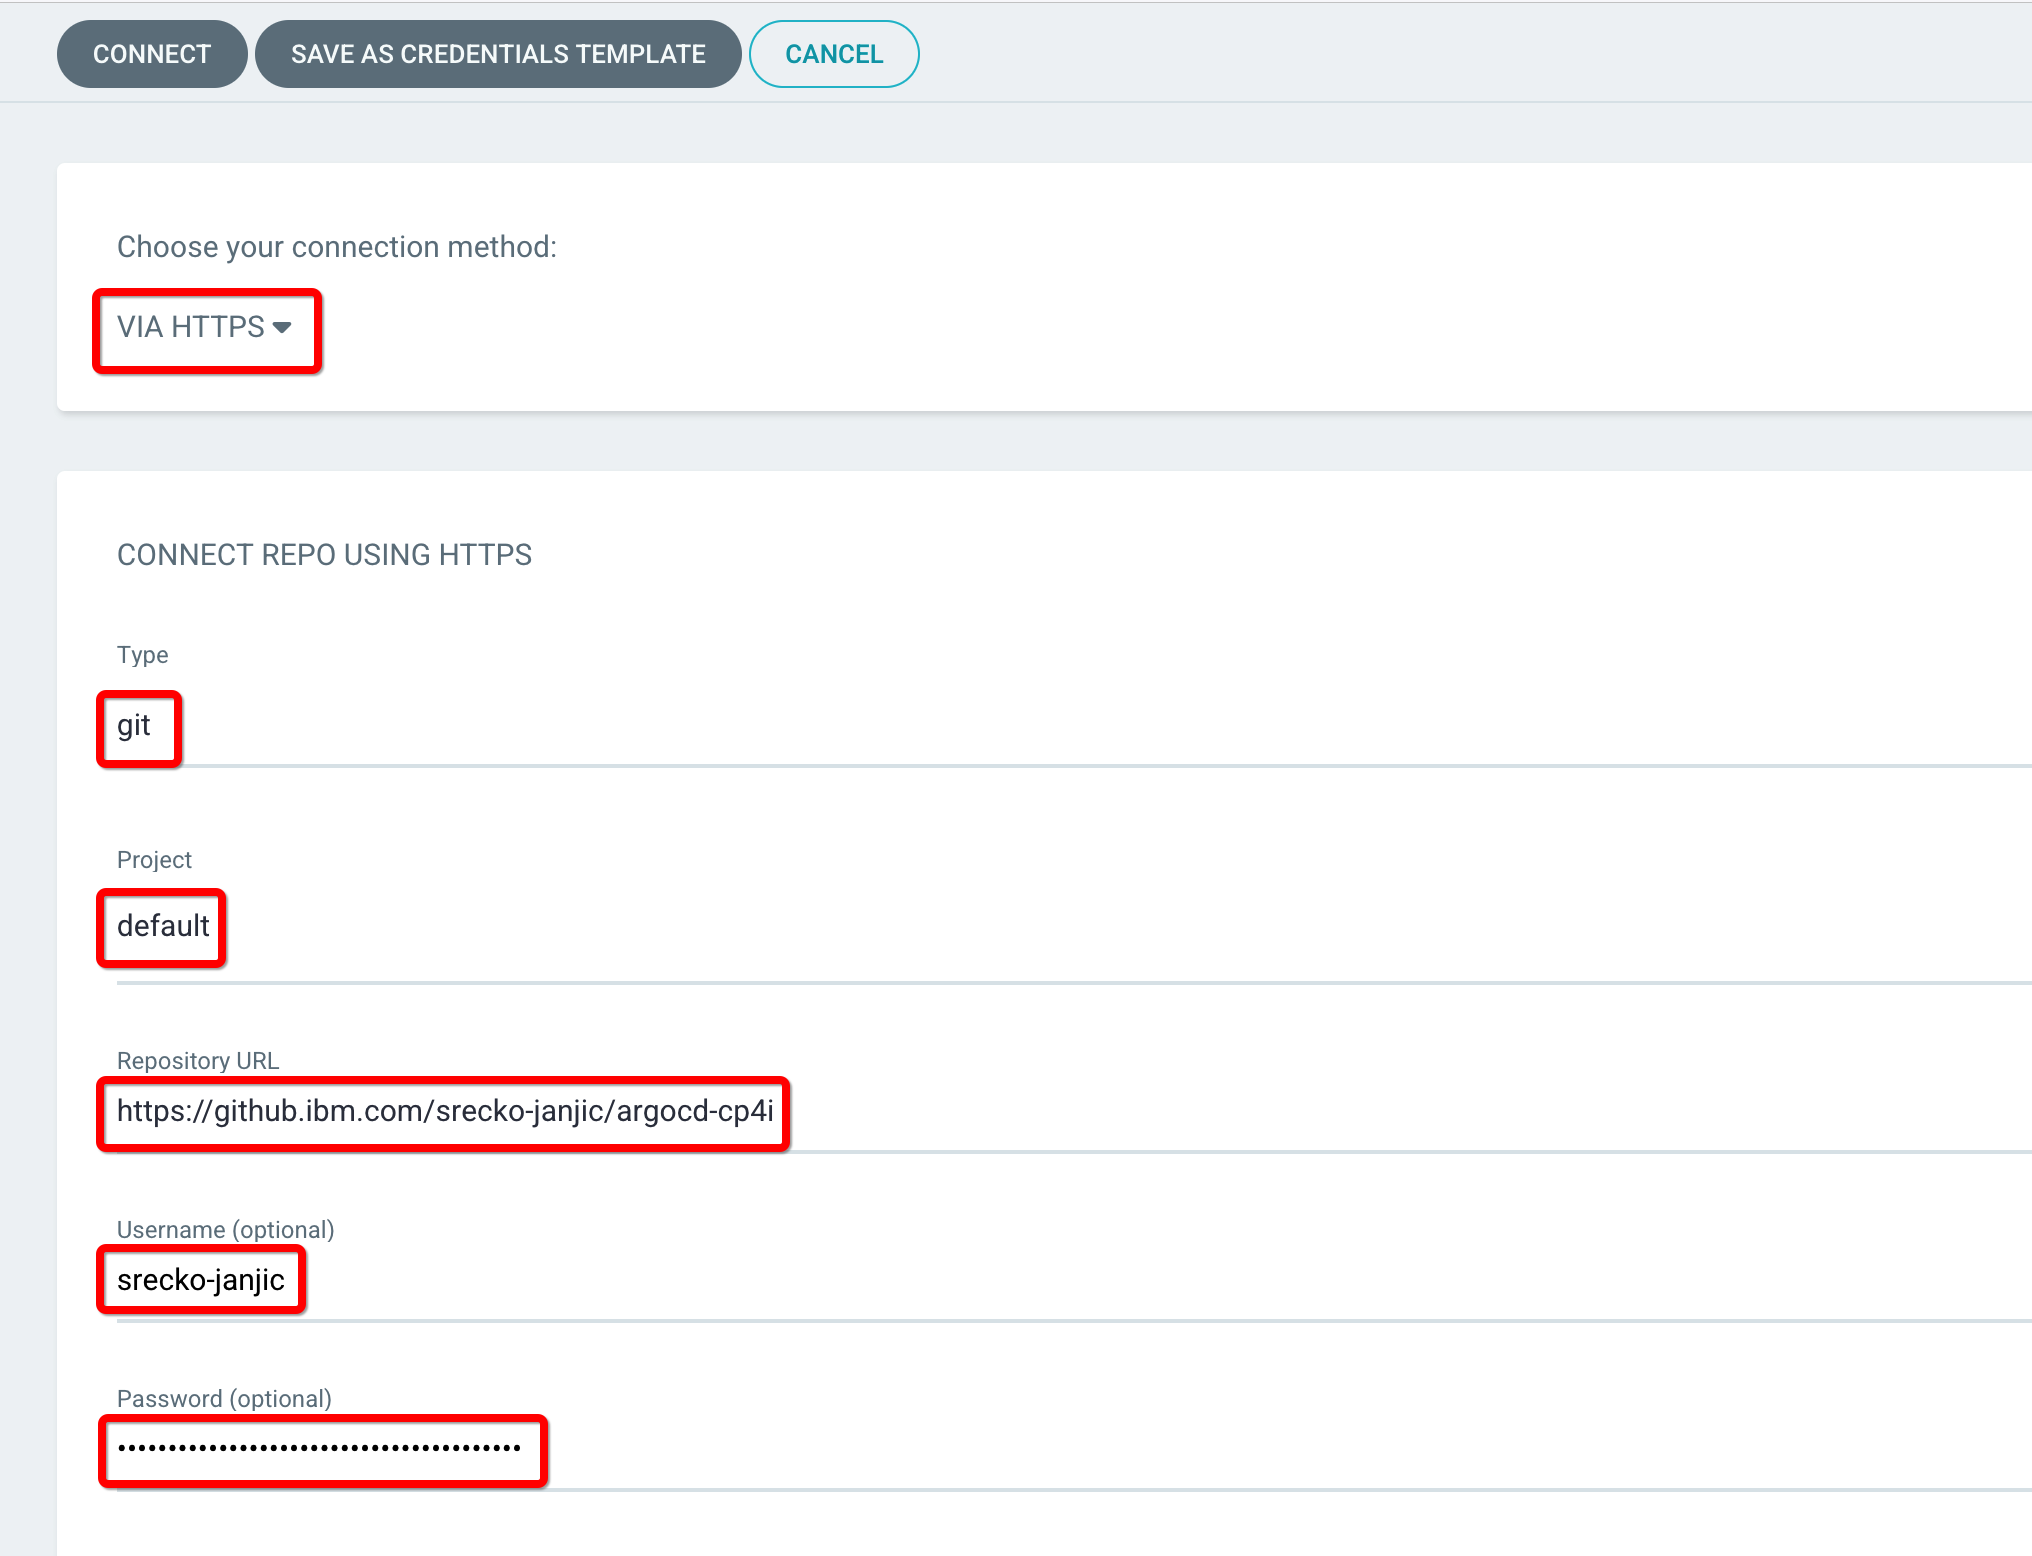 CONNECT SAVE AS CREDENTIALS TEMPLATE CANCEL
Choose your connection method:
VIA HTTPS
CONNECT REPO USING HTTPS
Type
git
Project
default
Repository URL
https://github.ibm.com/srecko-janjic/argocd-cp4i
Username (optional)
srecko-janjic
Password (optional)
••••••••••••••••••••••••••••••••••••••••